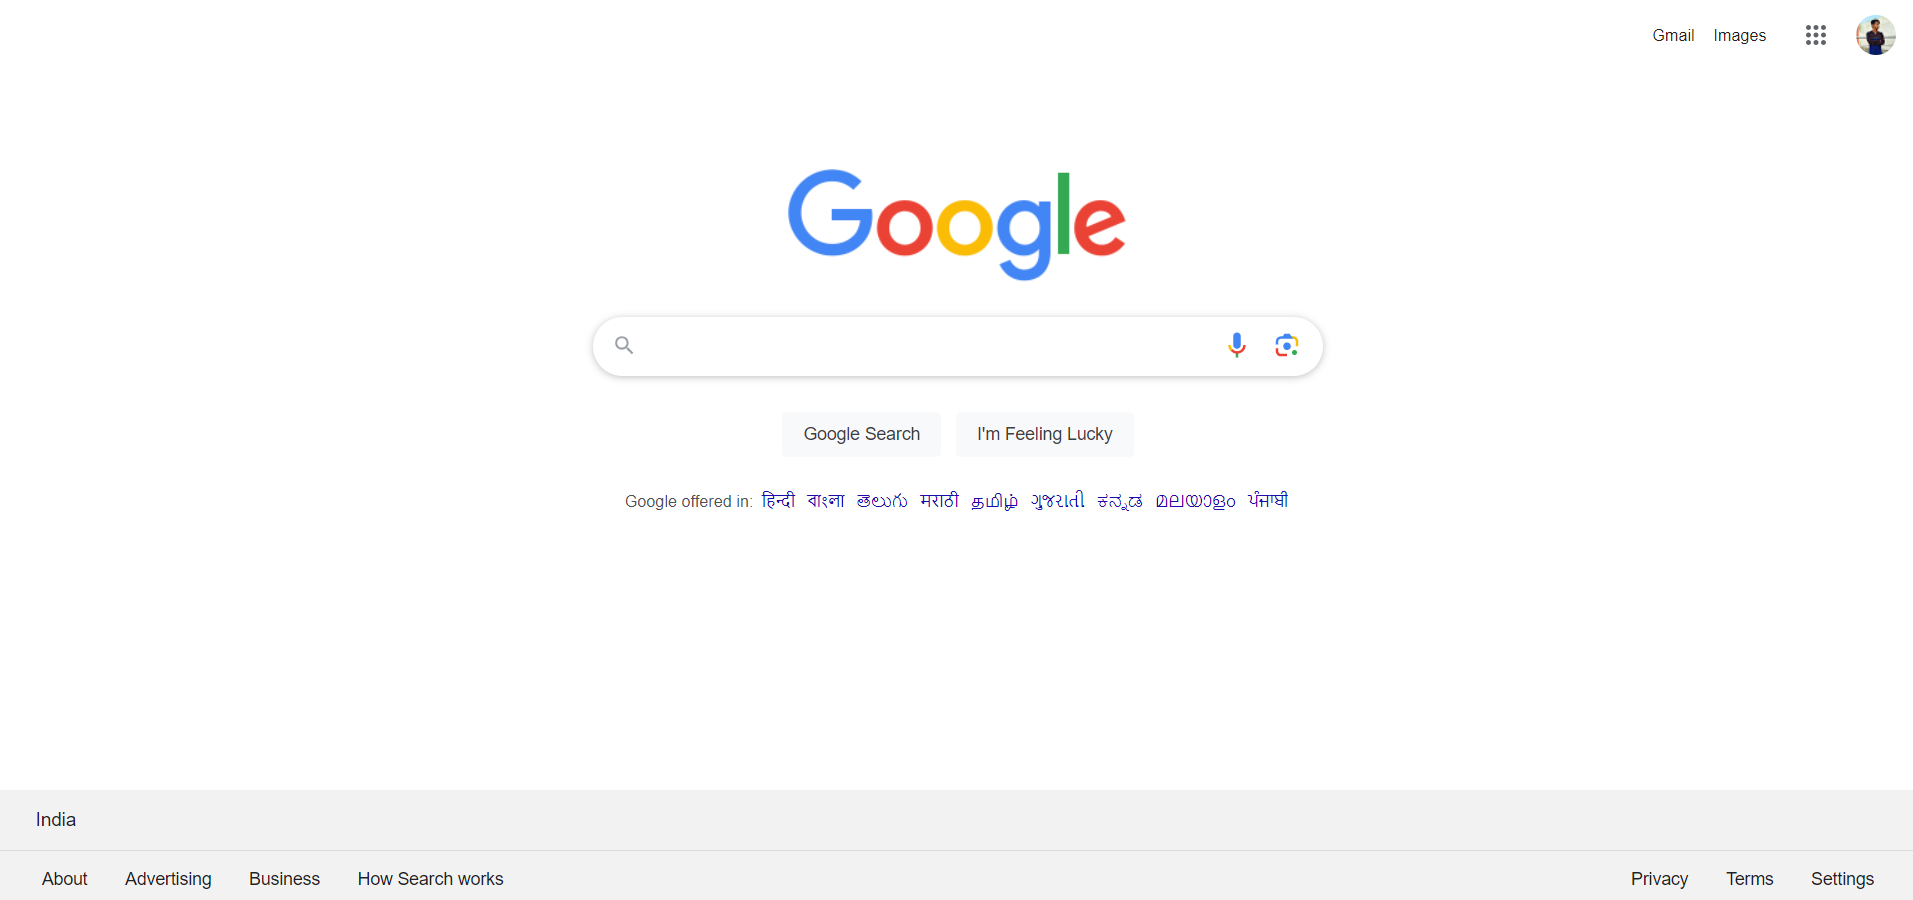 Gmail Images
Google
Google Search I'm Feeling Lucky
Google offered in: हिन्दी বাংলা తెలుగు मराठी தமிழ் ગુજરાતી ಕನ್ನಡ മലയാളം ਪੰਜਾਬੀ
India
About Advertising Business How Search works Privacy Terms Settings